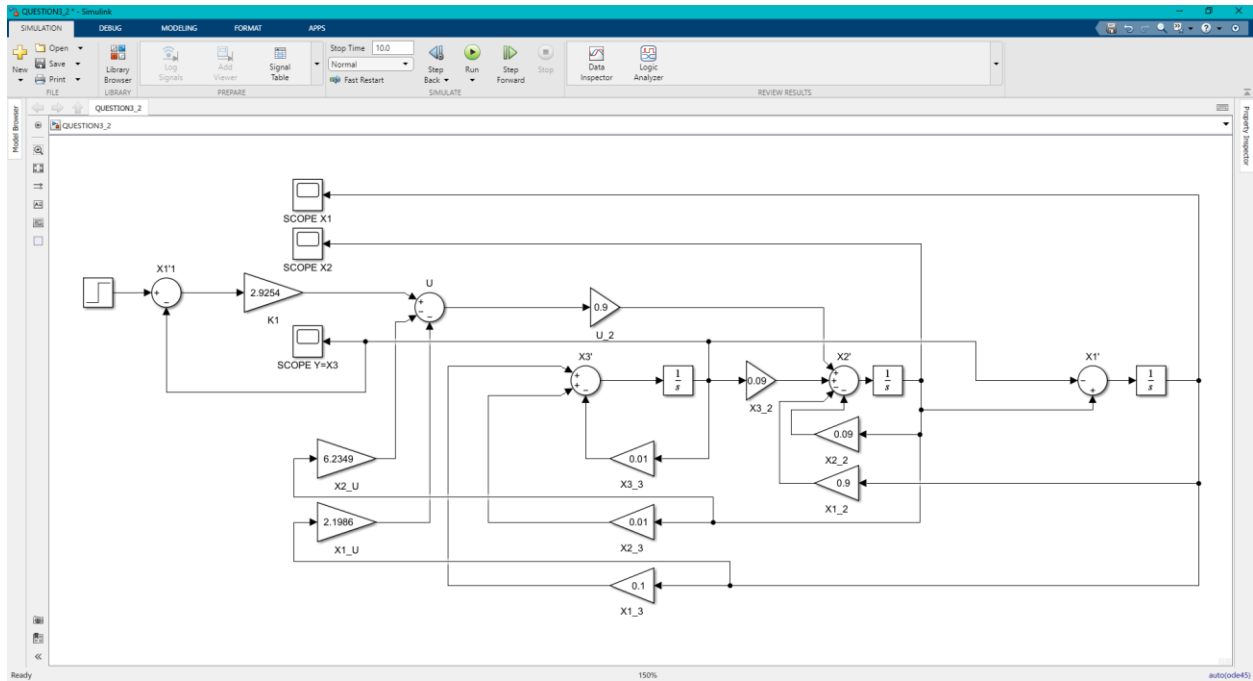 QUESTION3_2 * - Simulink
SIMULATION DEBUG MODELING FORMAT APPS
New
Open
Save
Print
FILE
Library
Browser
LIBRARY
Log
Signals
Add
Viewer
Signal
Table
PREPARE
Stop Time 10.0
Normal
Fast Restart
Step
Back
Run
Step
Forward
Stop
SIMULATE
Data
Inspector
Logic
Analyzer
REVIEW RESULTS
Model Browser
QUESTION3_2
QUESTION3_2
Property Inspector
SCOPE X1
SCOPE X2
X1'1
2.9254
K1
U
0.9
U_2
SCOPE Y=X3
X3'
1
s
0.09
X3_2
X2'
1
s
X1'
1
s
0.09
X2_2
6.2349
X2_U
0.01
X3_3
0.9
X1_2
2.1986
X1_U
0.01
X2_3
0.1
X1_3
Ready
150%
auto(ode45)